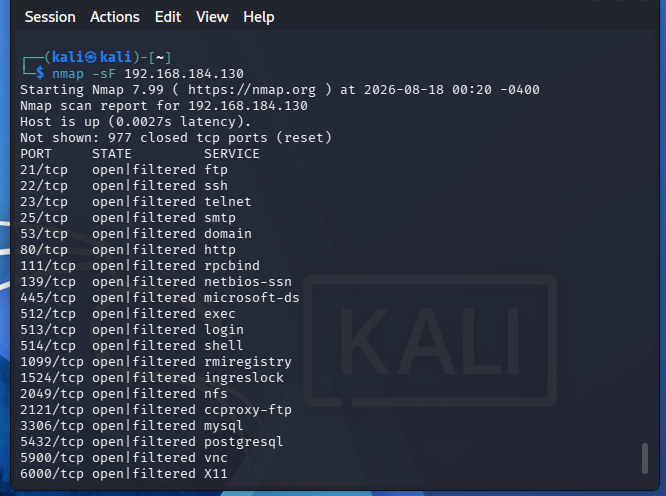 Session Actions Edit View Help
┌──(kali㉿kali)-[~]
└─$ nmap -sF 192.168.184.130
Starting Nmap 7.99 ( https://nmap.org ) at 2026-08-18 00:20 -0400
Nmap scan report for 192.168.184.130
Host is up (0.0027s latency).
Not shown: 977 closed tcp ports (reset)
PORT     STATE         SERVICE
21/tcp   open|filtered ftp
22/tcp   open|filtered ssh
23/tcp   open|filtered telnet
25/tcp   open|filtered smtp
53/tcp   open|filtered domain
80/tcp   open|filtered http
111/tcp  open|filtered rpcbind
139/tcp  open|filtered netbios-ssn
445/tcp  open|filtered microsoft-ds
512/tcp  open|filtered exec
513/tcp  open|filtered login
514/tcp  open|filtered shell
1099/tcp open|filtered rmiregistry
1524/tcp open|filtered ingreslock
2049/tcp open|filtered nfs
2121/tcp open|filtered ccproxy-ftp
3306/tcp open|filtered mysql
5432/tcp open|filtered postgresql
5900/tcp open|filtered vnc
6000/tcp open|filtered X11
KALI